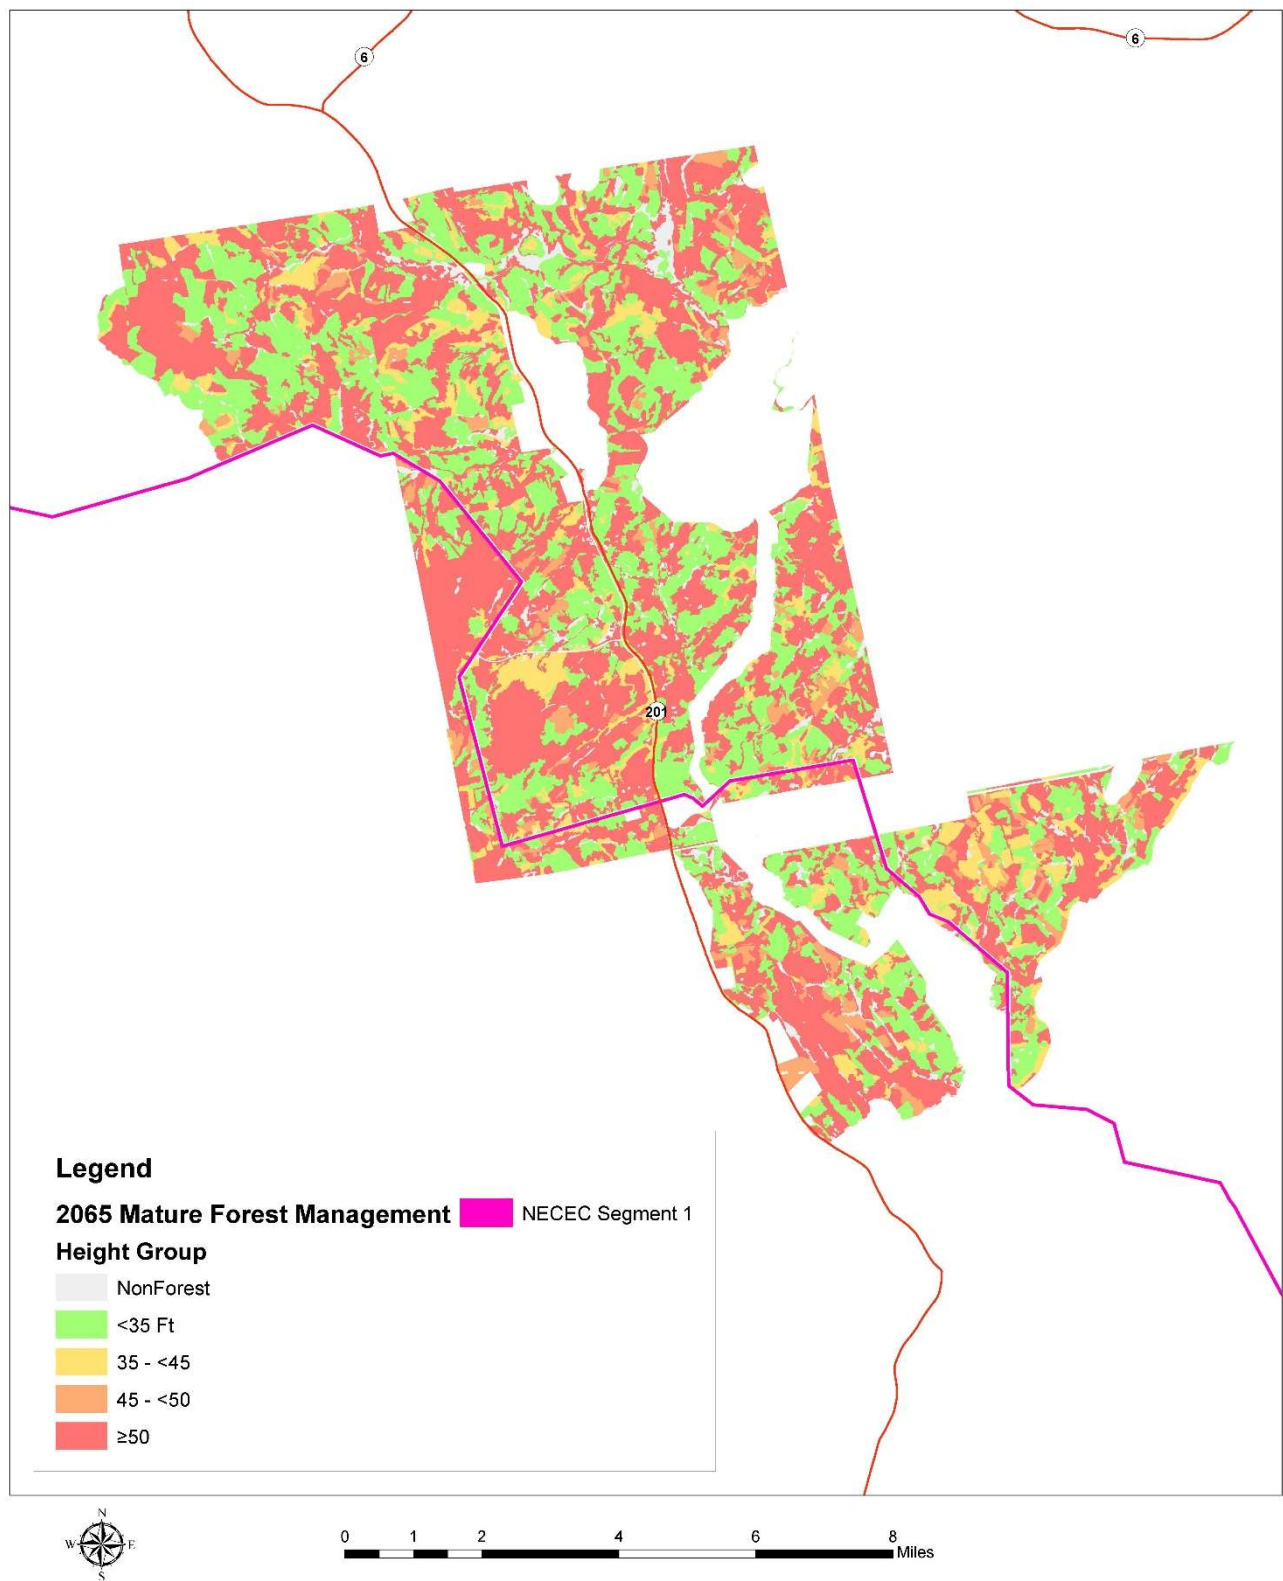 6
6
201
Legend
2065 Mature Forest Management NECEC Segment 1
Height Group
NonForest
<35 Ft
35 - <45
45 - <50
≥50
N
W E
S
0 1 2 4 6 8
Miles